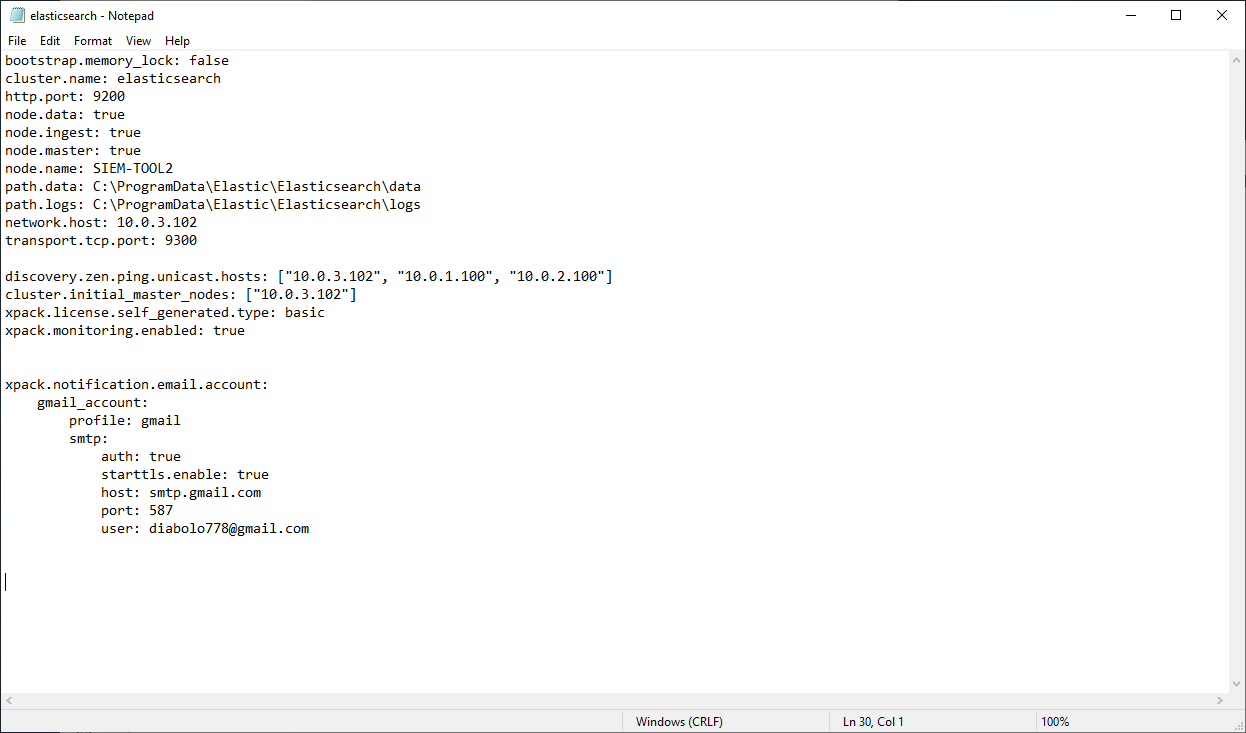 elasticsearch - Notepad
File Edit Format View Help
bootstrap.memory_lock: false
cluster.name: elasticsearch
http.port: 9200
node.data: true
node.ingest: true
node.master: true
node.name: SIEM-TOOL2
path.data: C:\ProgramData\Elastic\Elasticsearch\data
path.logs: C:\ProgramData\Elastic\Elasticsearch\logs
network.host: 10.0.3.102
transport.tcp.port: 9300

discovery.zen.ping.unicast.hosts: ["10.0.3.102", "10.0.1.100", "10.0.2.100"]
cluster.initial_master_nodes: ["10.0.3.102"]
xpack.license.self_generated.type: basic
xpack.monitoring.enabled: true

xpack.notification.email.account:
    gmail_account:
        profile: gmail
        smtp:
            auth: true
            starttls.enable: true
            host: smtp.gmail.com
            port: 587
            user: diabolo778@gmail.com
Windows (CRLF) Ln 30, Col 1 100%